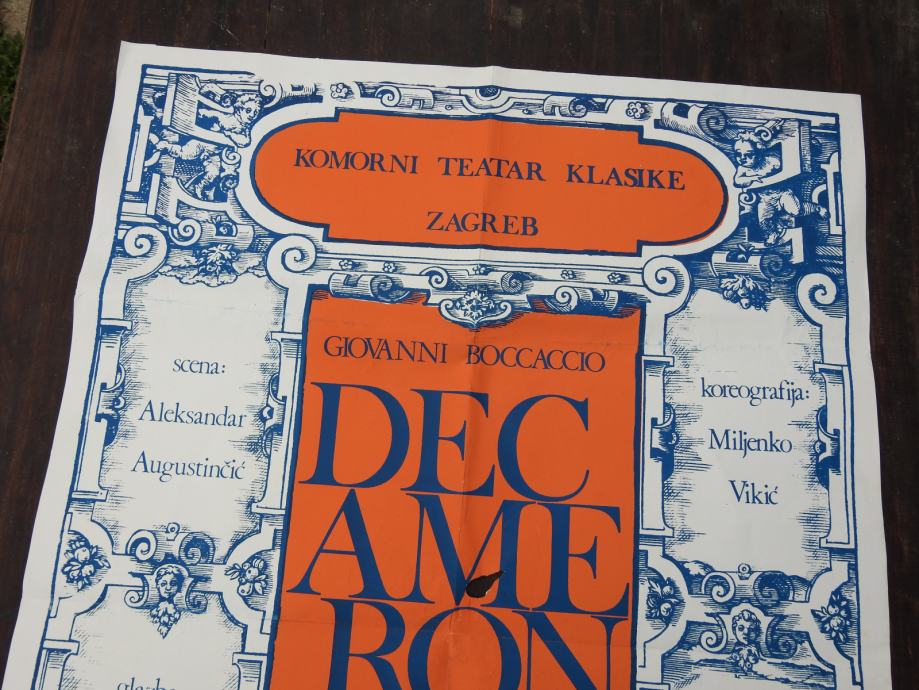 KOMORNI TEATAR KLASIKE
ZAGREB
GIOVANNI BOCCACCIO
DEC
AME
RON
scena:
Aleksandar
Augustinčić
koreografija:
Miljenko
Vikić